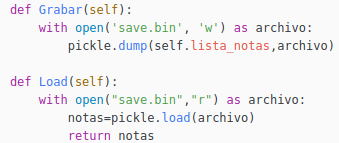 def Grabar(self):
    with open('save.bin', 'w') as archivo:
        pickle.dump(self.lista_notas,archivo)

def Load(self):
    with open("save.bin","r") as archivo:
        notas=pickle.load(archivo)
        return notas